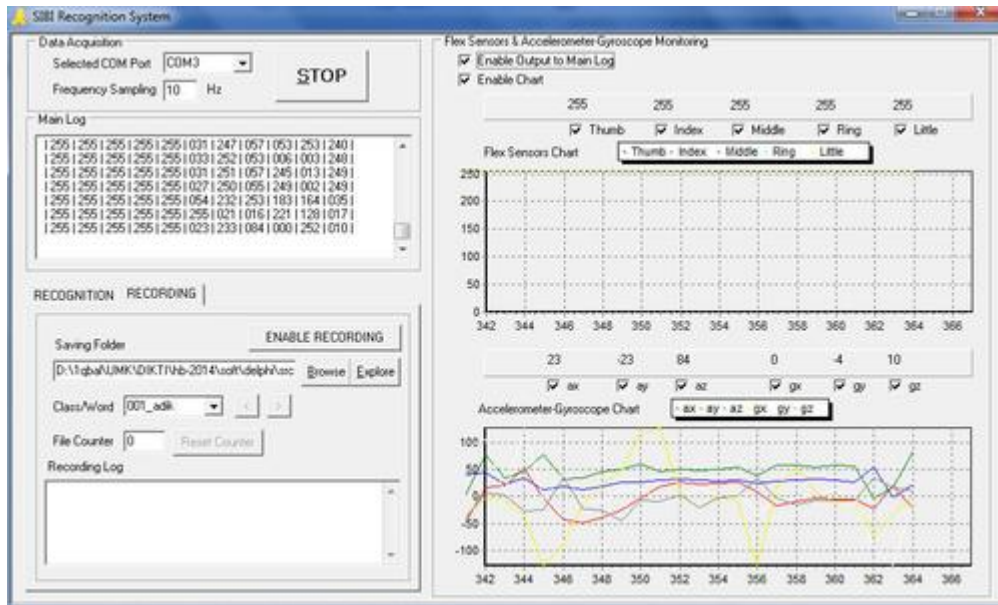 SIBI Recognition System
Data Acquisition
Selected COM Port COM3
Frequency Sampling 10 Hz
STOP
Main Log
| 255 | 255 | 255 | 255 | 255 | 031 | 247 | 057 | 053 | 253 | 240 |
| 255 | 255 | 255 | 255 | 255 | 033 | 252 | 053 | 006 | 003 | 248 |
| 255 | 255 | 255 | 255 | 255 | 031 | 251 | 057 | 245 | 013 | 249 |
| 255 | 255 | 255 | 255 | 255 | 027 | 250 | 055 | 249 | 002 | 249 |
| 255 | 255 | 255 | 255 | 255 | 054 | 232 | 253 | 183 | 164 | 035 |
| 255 | 255 | 255 | 255 | 255 | 021 | 016 | 221 | 128 | 017 |
| 255 | 255 | 255 | 255 | 255 | 023 | 233 | 084 | 000 | 252 | 010 |
RECOGNITION RECORDING
ENABLE RECORDING
Saving Folder
D:\1qbal\UMK\DIKTI\hb-2014\soft\delphi\src Browse Explore
Class/Word 001_adik < >
File Counter 0 Reset Counter
Recording Log
Flex Sensors & Accelerometer-Gyroscope Monitoring
Enable Output to Main Log
Enable Chart
255 255 255 255 255
Thumb Index Middle Ring Little
Flex Sensors Chart - Thumb - Index - Middle - Ring Little
250
200
150
100
50
0
342 344 346 348 350 352 354 356 358 360 362 364 366
23 -23 84 0 -4 10
ax ay az gx gy gz
Accelerometer-Gyroscope Chart - ax - ay - az gx gy - gz
100
50
0
-50
-100
342 344 346 348 350 352 354 356 358 360 362 364 366